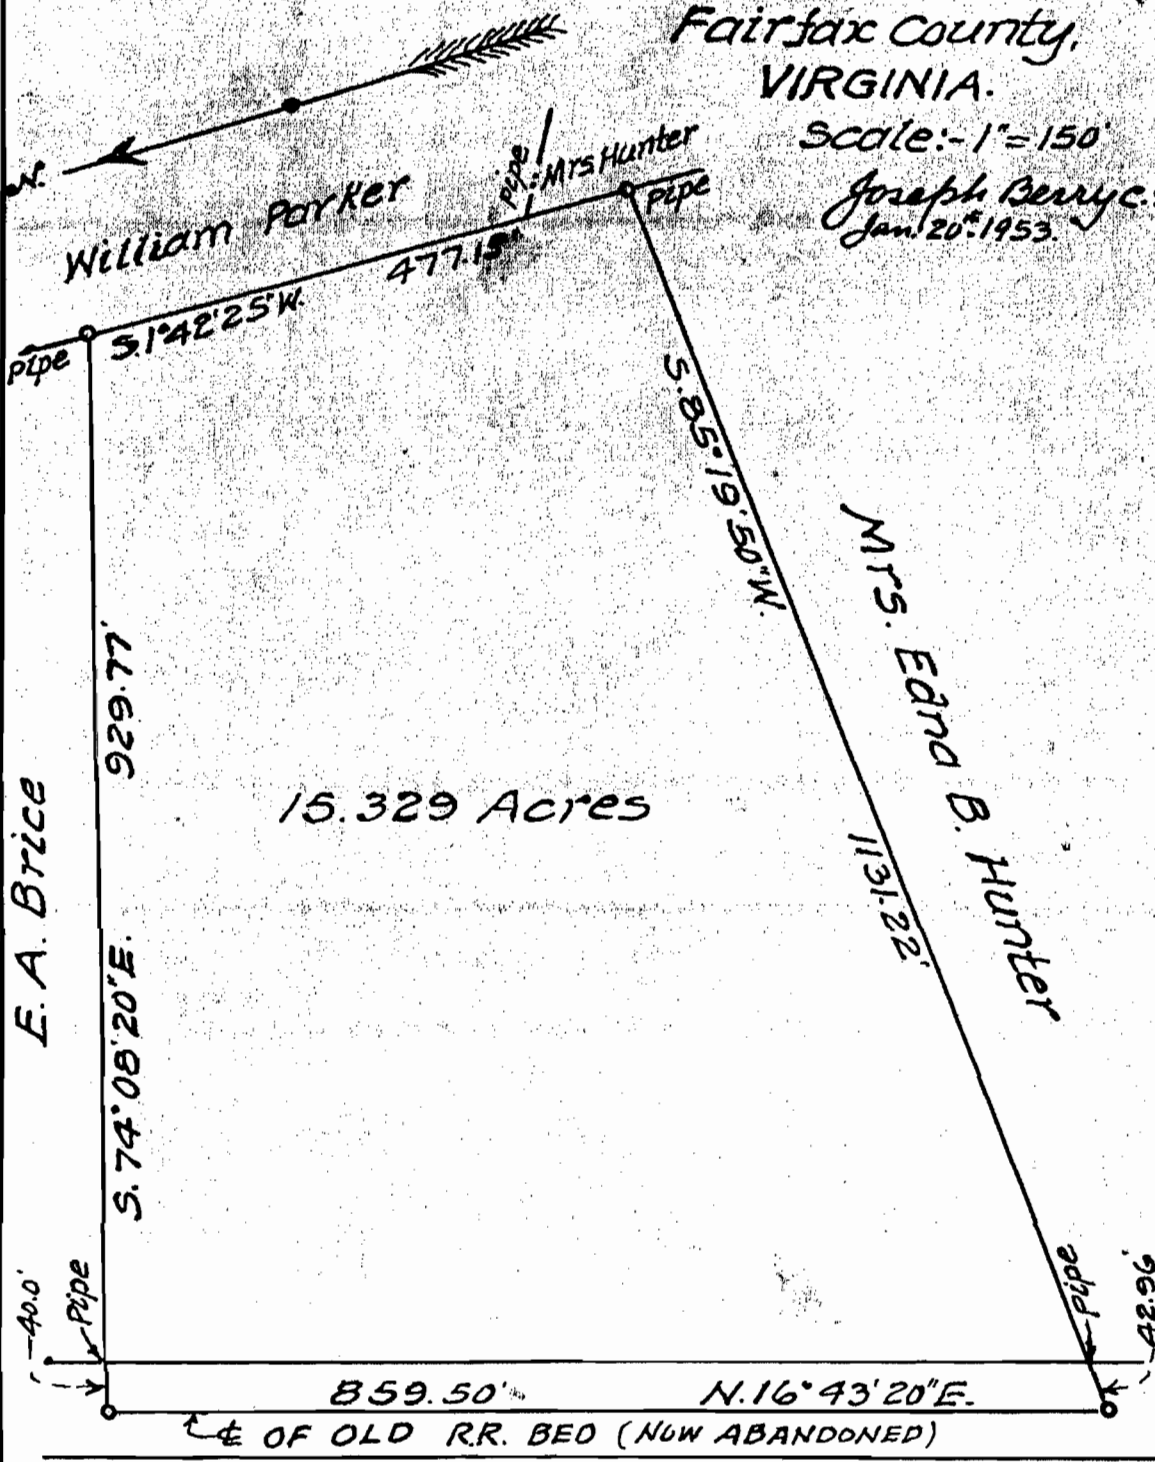 Fairfax County,
VIRGINIA.
Scale:- 1"=150'
Joseph Berry C.
Jan. 20th 1953.
N.
William Parker
pipe
Mrs Hunter
pipe
477.15'
S.1°42'25"W.
pipe
S.85°19'50"W.
Mrs. Edna B. Hunter
929.77'
15.329 Acres
1131.22'
E. A. Brice
S.74°08'20"E.
40.0'
Pipe
Pipe
42.96'
859.50' N.16°43'20"E.
℄ OF OLD R.R. BED (NOW ABANDONED)